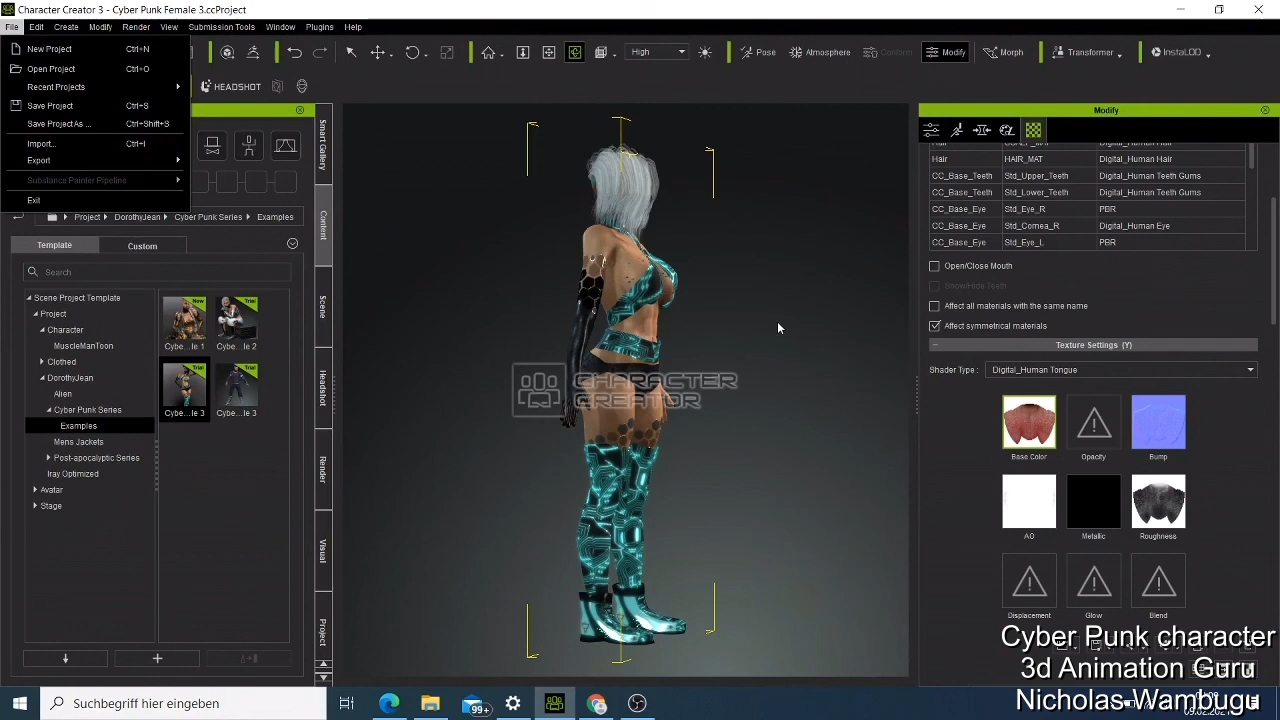 Character Creator 3 - Cyber Punk Female 3.ccProject
File Edit Create Modify Render View Submission Tools Window Plugins Help
New Project Ctrl+N
Open Project Ctrl+O
Recent Projects
Save Project Ctrl+S
Save Project As ... Ctrl+Shift+S
Import... Ctrl+I
Export
Substance Painter Pipeline
Exit
High
Pose
Atmosphere
Conform
Modify
Morph
Transformer
InstaLOD
HEADSHOT
Project DorothyJean Cyber Punk Series Examples
Template Custom
Search
Scene Project Template
Project
Character
MuscleManToon
Clothed
DorothyJean
Alien
Cyber Punk Series
Examples
Mens Jackets
Post-apocalyptic Series
Iray Optimized
Avatar
Stage
New Trial
Cybe...le 1 Cybe...le 2
Trial Trial
Cybe...le 3 Cybe...le 3
Smart Gallery
Content
Scene
Headshot
Render
Visual
Project
CHARACTER
CREATOR
Modify
Hair HAIR_MAT Digital_Human Hair
CC_Base_Teeth Std_Upper_Teeth Digital_Human Teeth Gums
CC_Base_Teeth Std_Lower_Teeth Digital_Human Teeth Gums
CC_Base_Eye Std_Eye_R PBR
CC_Base_Eye Std_Cornea_R Digital_Human Eye
CC_Base_Eye Std_Eye_L PBR
Open/Close Mouth
Show/Hide Teeth
Affect all materials with the same name
Affect symmetrical materials
Texture Settings (Y)
Shader Type : Digital_Human Tongue
Base Color Opacity Bump
AO Metallic Roughness
Displacement Glow Blend
Cyber Punk character
3d Animation Guru
Nicholas Wambugu
Suchbegriff hier eingeben
99+